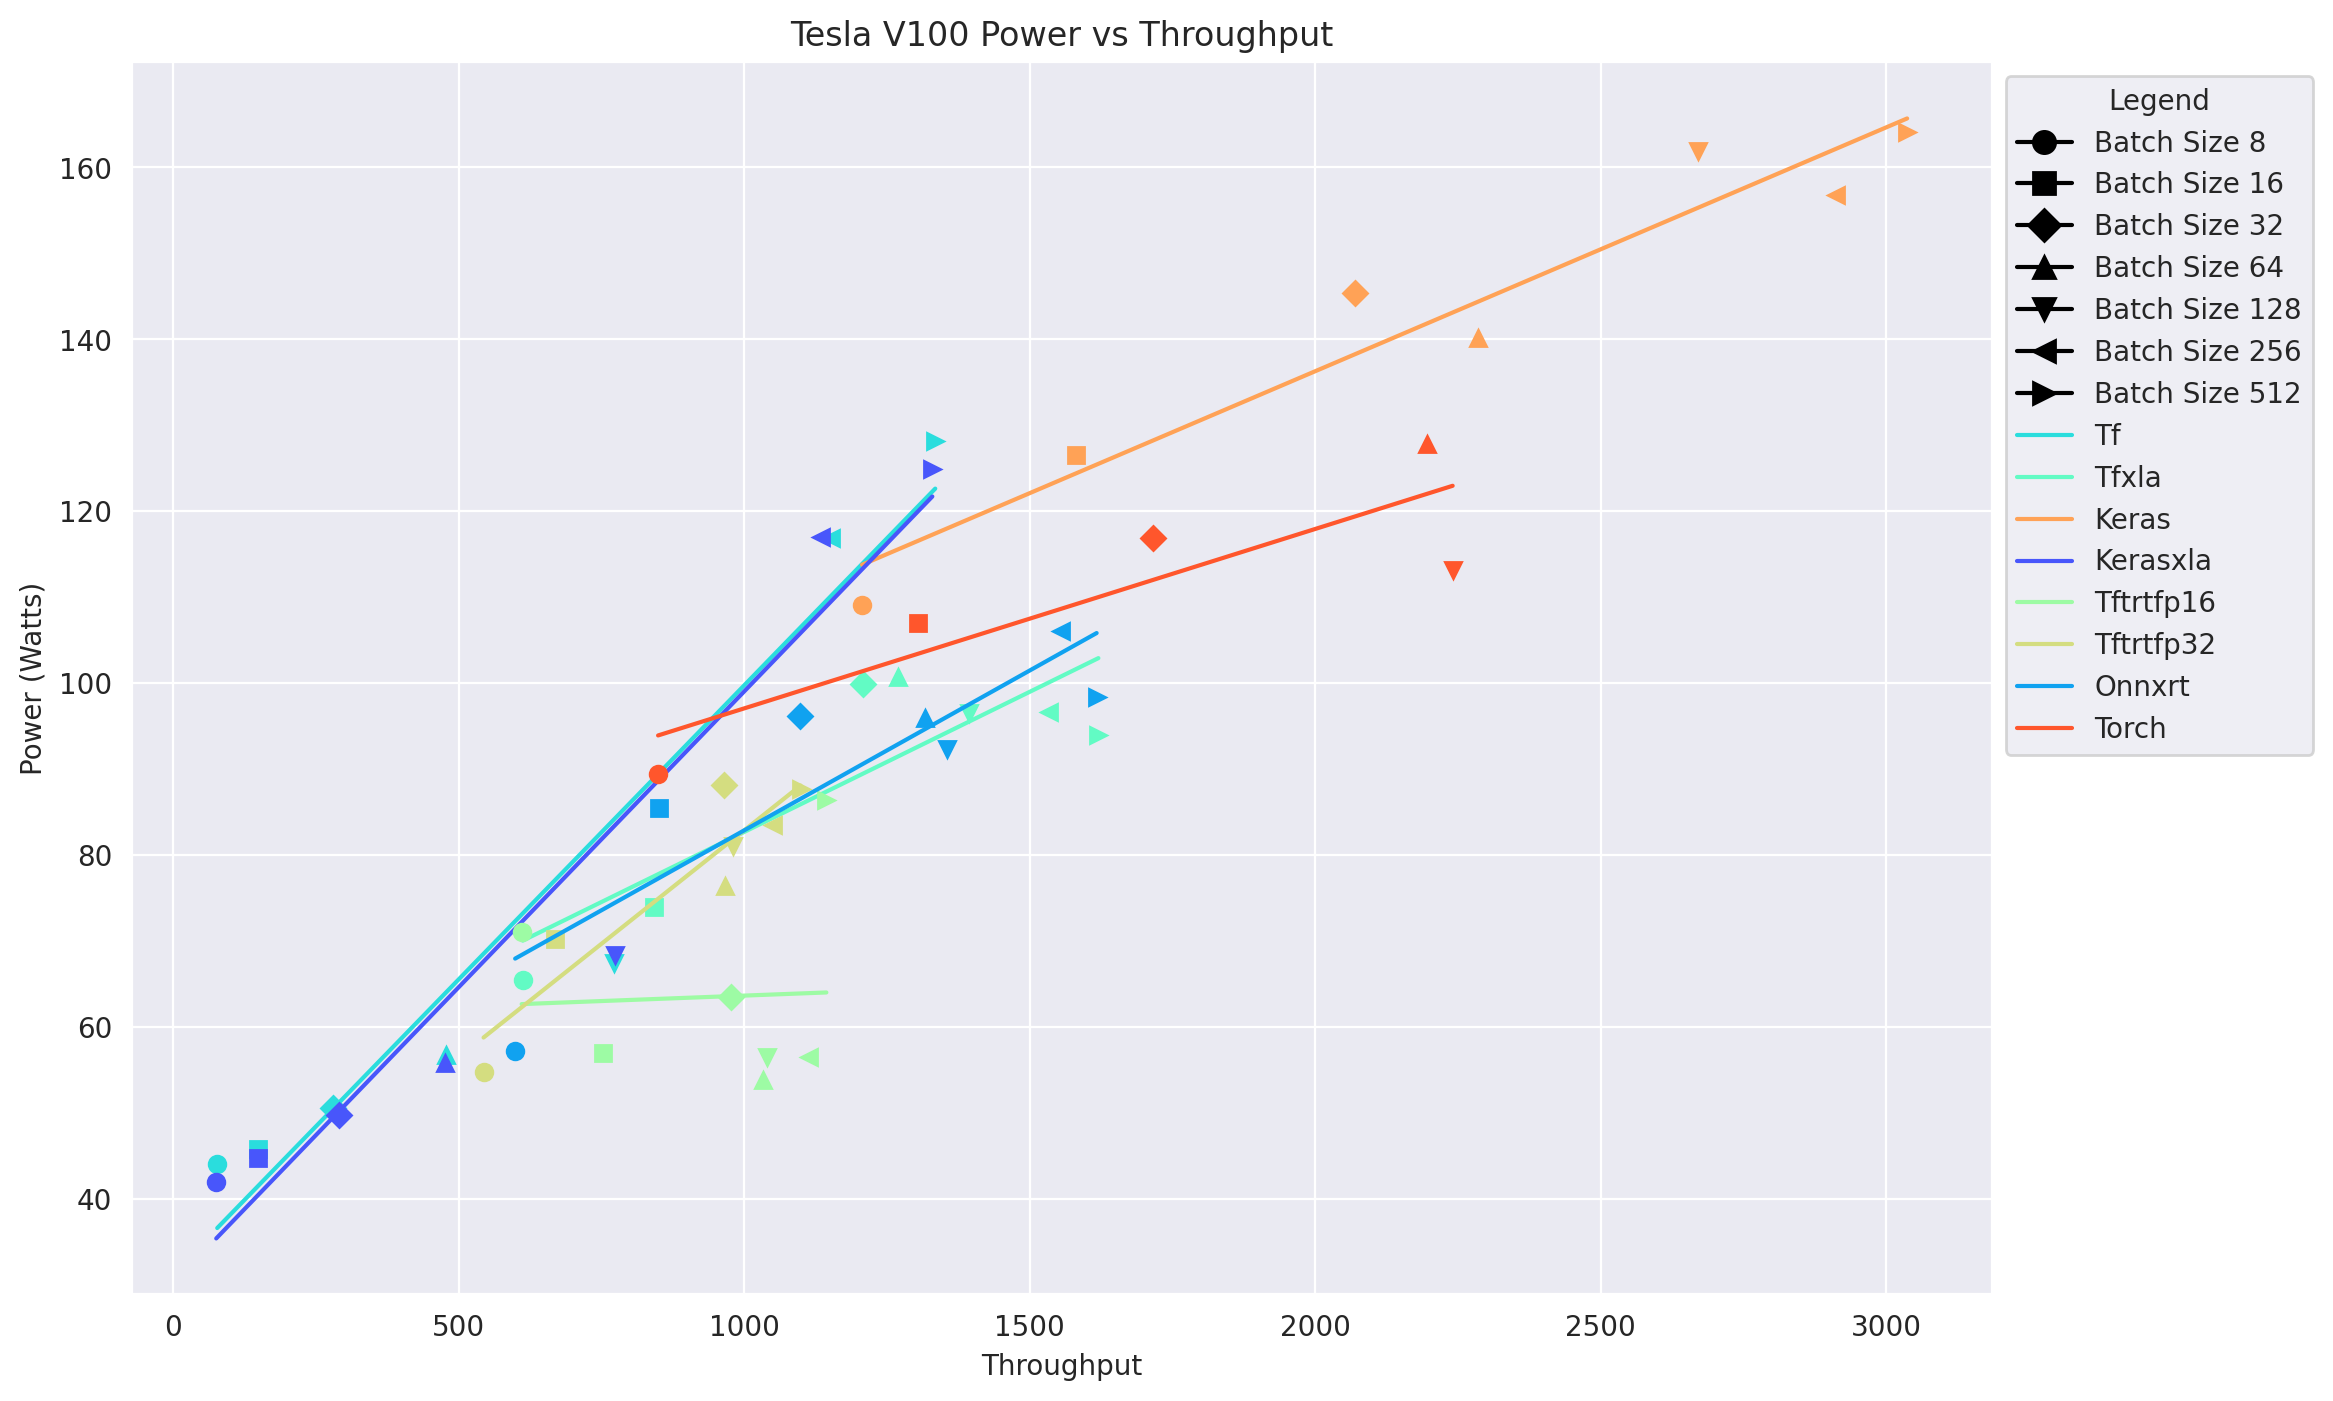 Tesla V100 Power vs Throughput
Legend
Batch Size 8
Batch Size 16
Batch Size 32
Batch Size 64
Batch Size 128
Batch Size 256
Batch Size 512
Tf
Tfxla
Keras
Kerasxla
Tftrtfp16
Tftrtfp32
Onnxrt
Torch
Power (Watts)
160
140
120
100
80
60
40
0 500 1000 1500 2000 2500 3000
Throughput